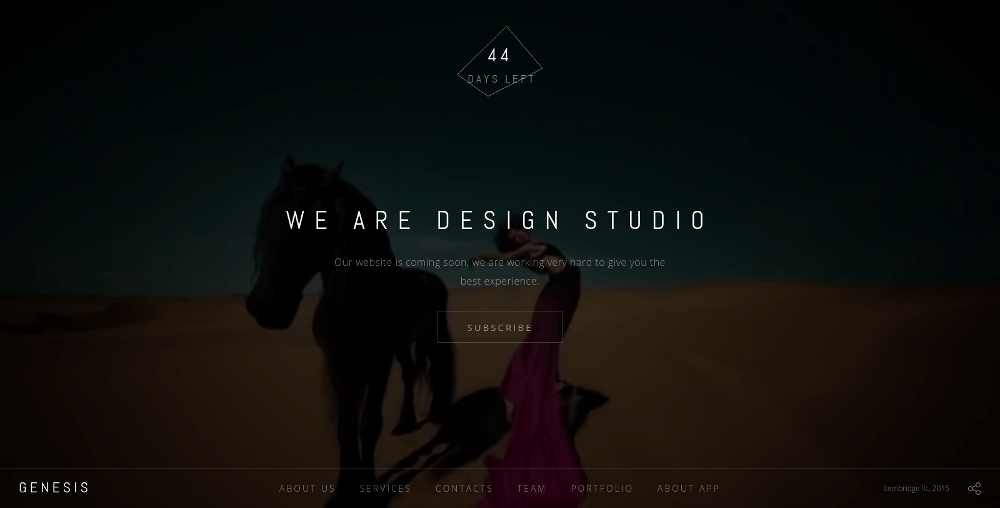 44
DAYS LEFT
WE ARE DESIGN STUDIO
Our website is coming soon, we are working very hard to give you the
best experience.
SUBSCRIBE
GENESIS
ABOUT US SERVICES CONTACTS TEAM PORTFOLIO ABOUT APP
llc, 2015